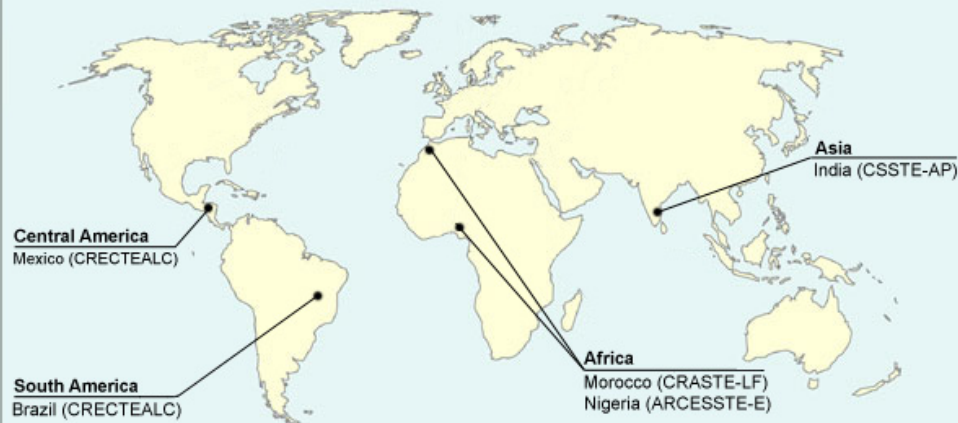 Asia
India (CSSTE-AP)
Central America
Mexico (CRECTEALC)
South America
Brazil (CRECTEALC)
Africa
Morocco (CRASTE-LF)
Nigeria (ARCESSTE-E)